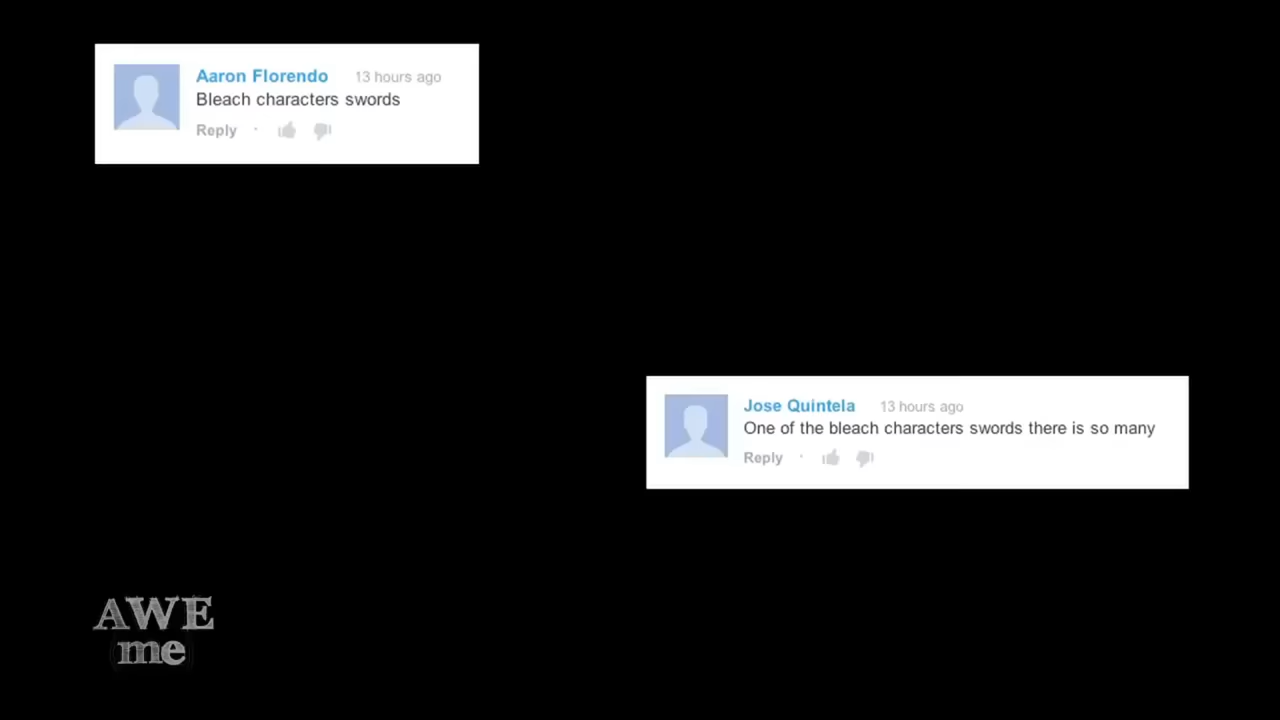 Aaron Florendo 13 hours ago
Bleach characters swords
Reply ·
Jose Quintela 13 hours ago
One of the bleach characters swords there is so many
Reply ·
AWE
me